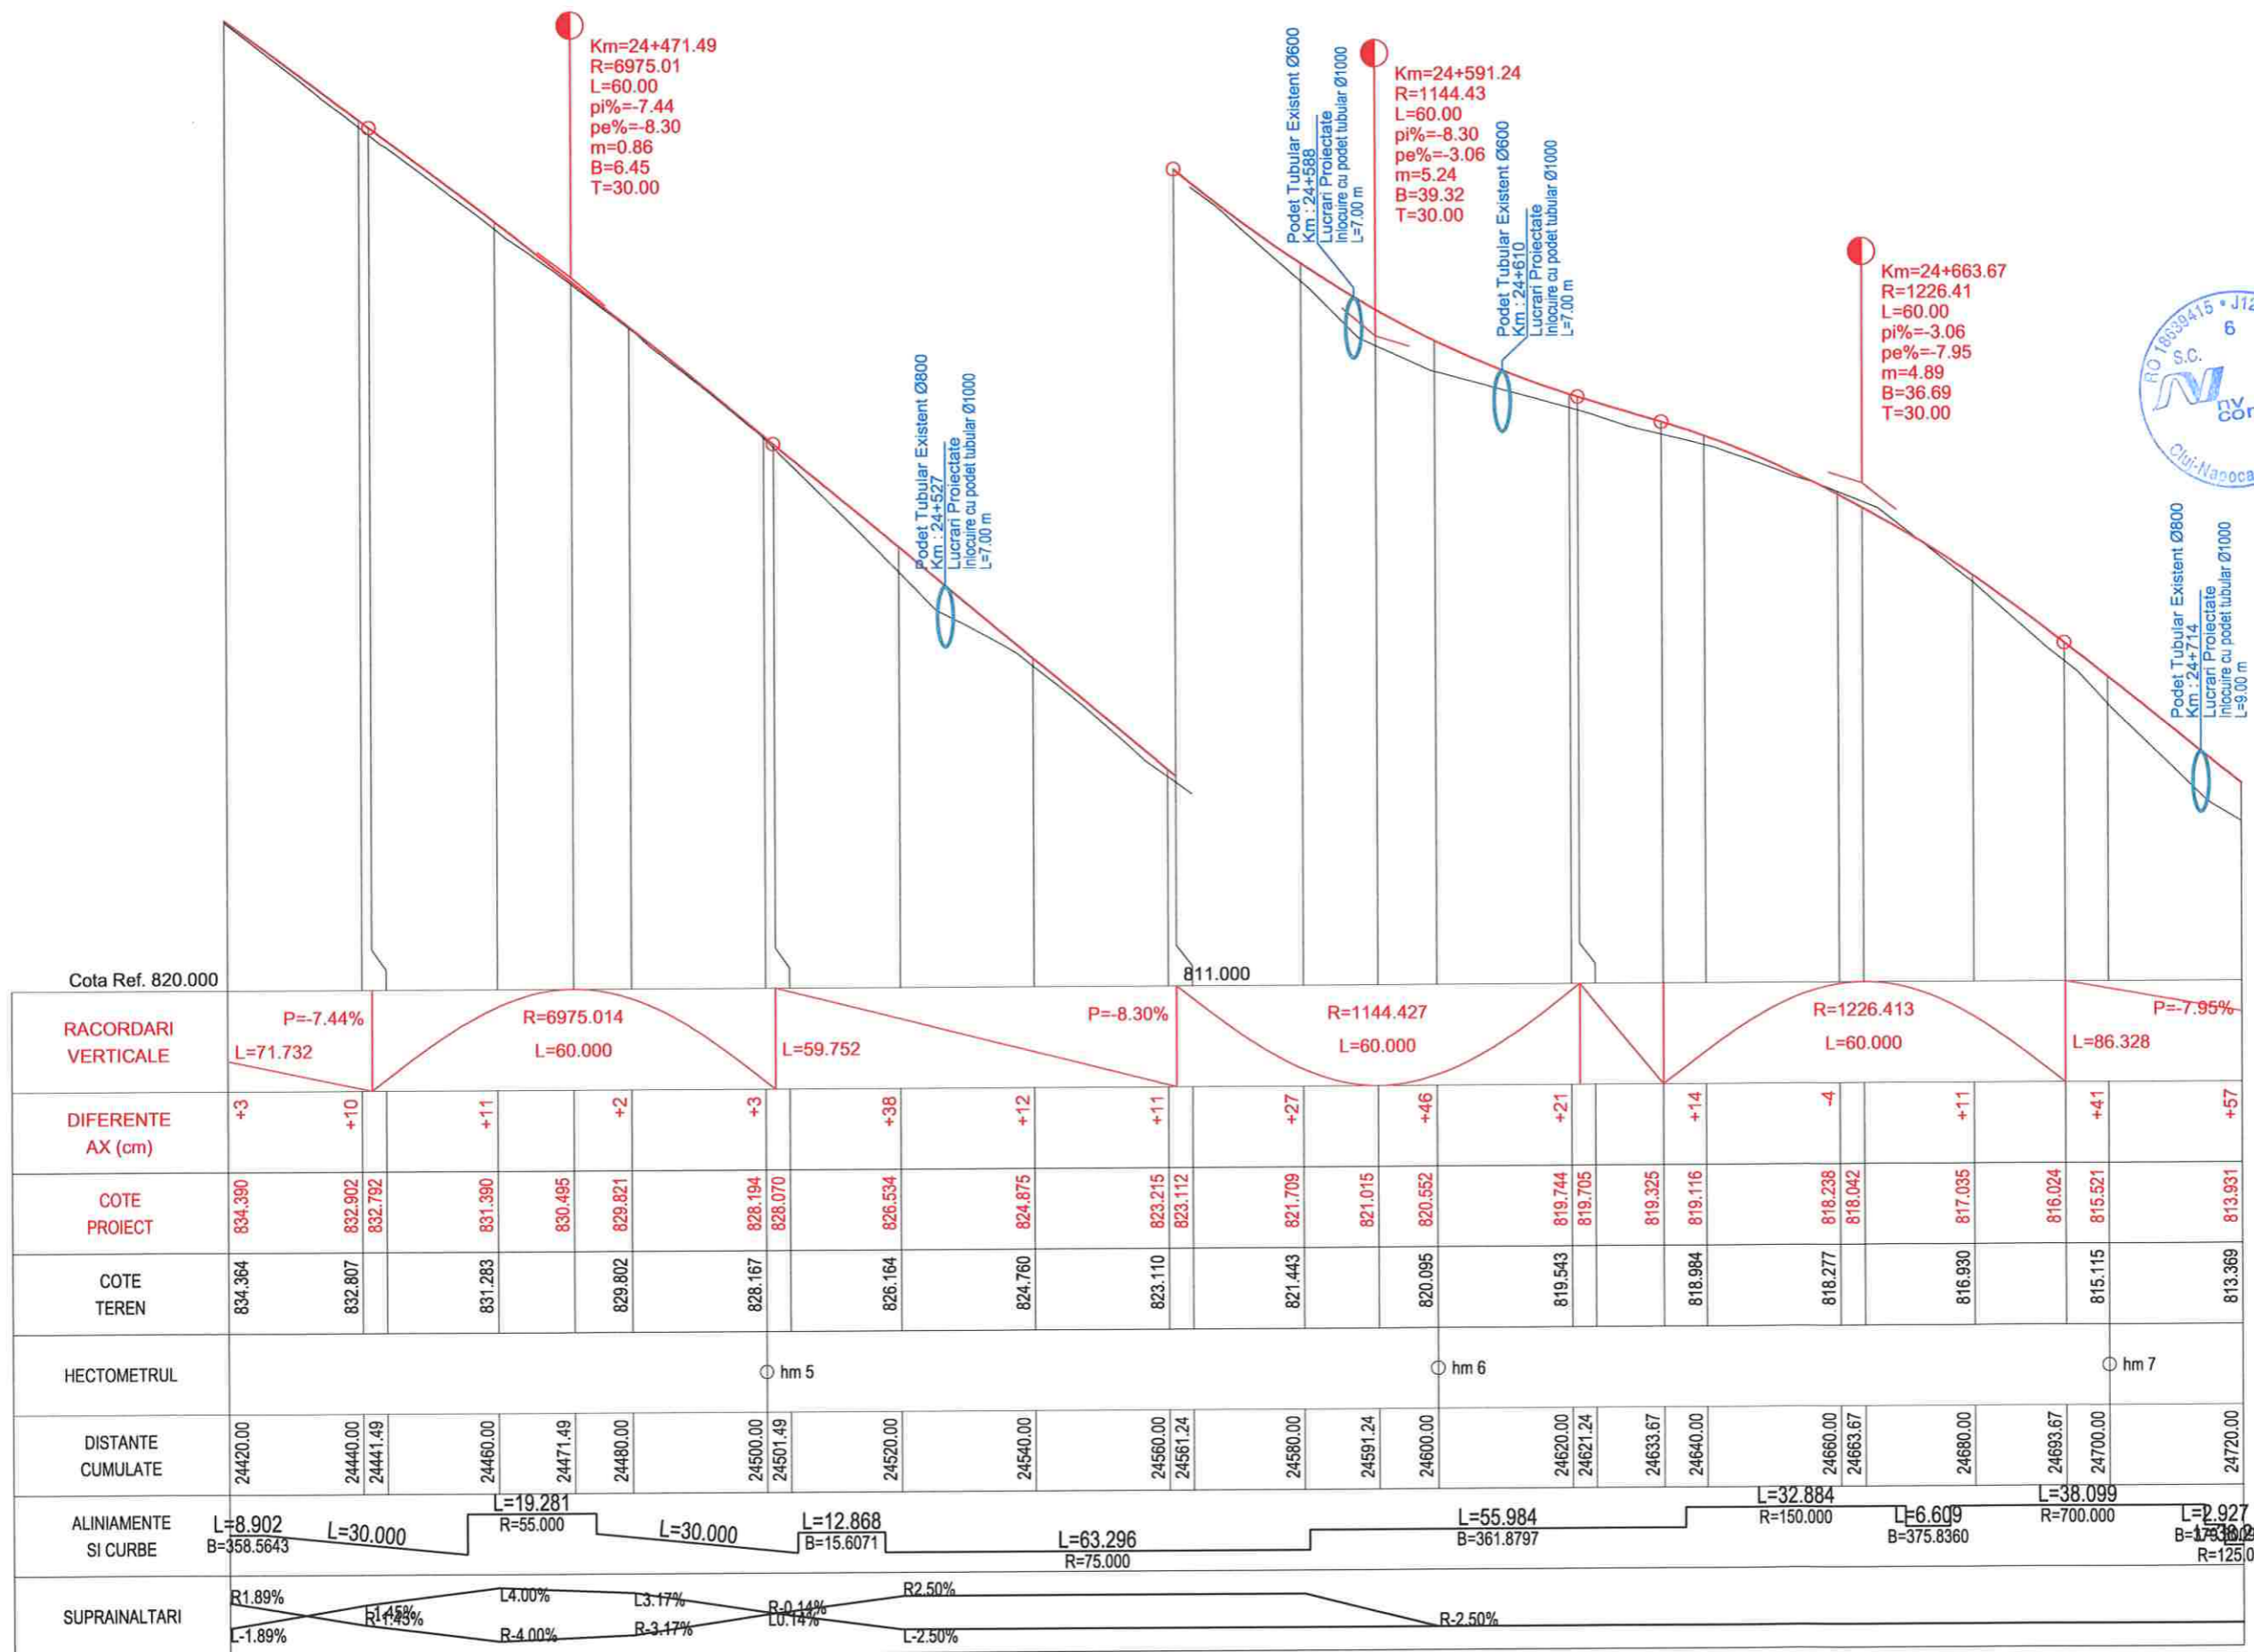 Km=24+471.49
R=6975.01
L=60.00
pi%=-7.44
pe%=-8.30
m=0.86
B=6.45
T=30.00
Podet Tubular Existent Ø800
Km : 24+527
Lucrari Proiectate
Inlocuire cu podet tubular Ø1000
L=7.00 m
Podet Tubular Existent Ø600
Km : 24+588
Lucrari Proiectate
Inlocuire cu podet tubular Ø1000
L=7.00 m
Km=24+591.24
R=1144.43
L=60.00
pi%=-8.30
pe%=-3.06
m=5.24
B=39.32
T=30.00
Podet Tubular Existent Ø600
Km : 24+610
Lucrari Proiectate
Inlocuire cu podet tubular Ø1000
L=7.00 m
Km=24+663.67
R=1226.41
L=60.00
pi%=-3.06
pe%=-7.95
m=4.89
B=36.69
T=30.00
RO 18639415 • J12
6
S.C.
nv
Cluj-Napoca
Podet Tubular Existent Ø800
Km : 24+714
Lucrari Proiectate
Inlocuire cu podet tubular Ø1000
L=9.00 m
Cota Ref. 820.000
811.000
RACORDARI
VERTICALE
P=-7.44%
L=71.732
R=6975.014
L=60.000
L=59.752
P=-8.30%
R=1144.427
L=60.000
R=1226.413
L=60.000
P=-7.95%
L=86.328
DIFERENTE
AX (cm)
+3 +10 +11 +2 +3 +38 +12 +11 +27 +46 +21 +14 -4 +11 +41 +57
COTE
PROIECT
834.390 832.902 832.792 831.390 830.495 829.821 828.194 828.070 826.534 824.875 823.215 823.112 821.709 821.015 820.552 819.744 819.705 819.325 819.116 818.238 818.042 817.035 816.024 815.521 813.931
COTE
TEREN
834.364 832.807 831.283 829.802 828.167 826.164 824.760 823.110 821.443 820.095 819.543 818.984 818.277 816.930 815.115 813.369
HECTOMETRUL
hm 5
hm 6
hm 7
DISTANTE
CUMULATE
24420.00 24440.00 24441.49 24460.00 24471.49 24480.00 24500.00 24501.49 24520.00 24540.00 24560.00 24561.24 24580.00 24591.24 24600.00 24620.00 24621.24 24633.67 24640.00 24660.00 24663.67 24680.00 24693.67 24700.00 24720.00
ALINIAMENTE
SI CURBE
L=8.902
B=358.5643
L=30.000
L=19.281
R=55.000
L=30.000
L=12.868
B=15.6071
L=63.296
R=75.000
L=55.984
B=361.8797
L=32.884
R=150.000
L=6.609
B=375.8360
L=38.099
R=700.000
L=2.927
R=125.0
SUPRAINALTARI
R1.89%
L-1.89%
R-1.45%
L4.00%
R-4.00%
L3.17%
R-3.17%
R-0.14%
L0.14%
R2.50%
L-2.50%
R-2.50%